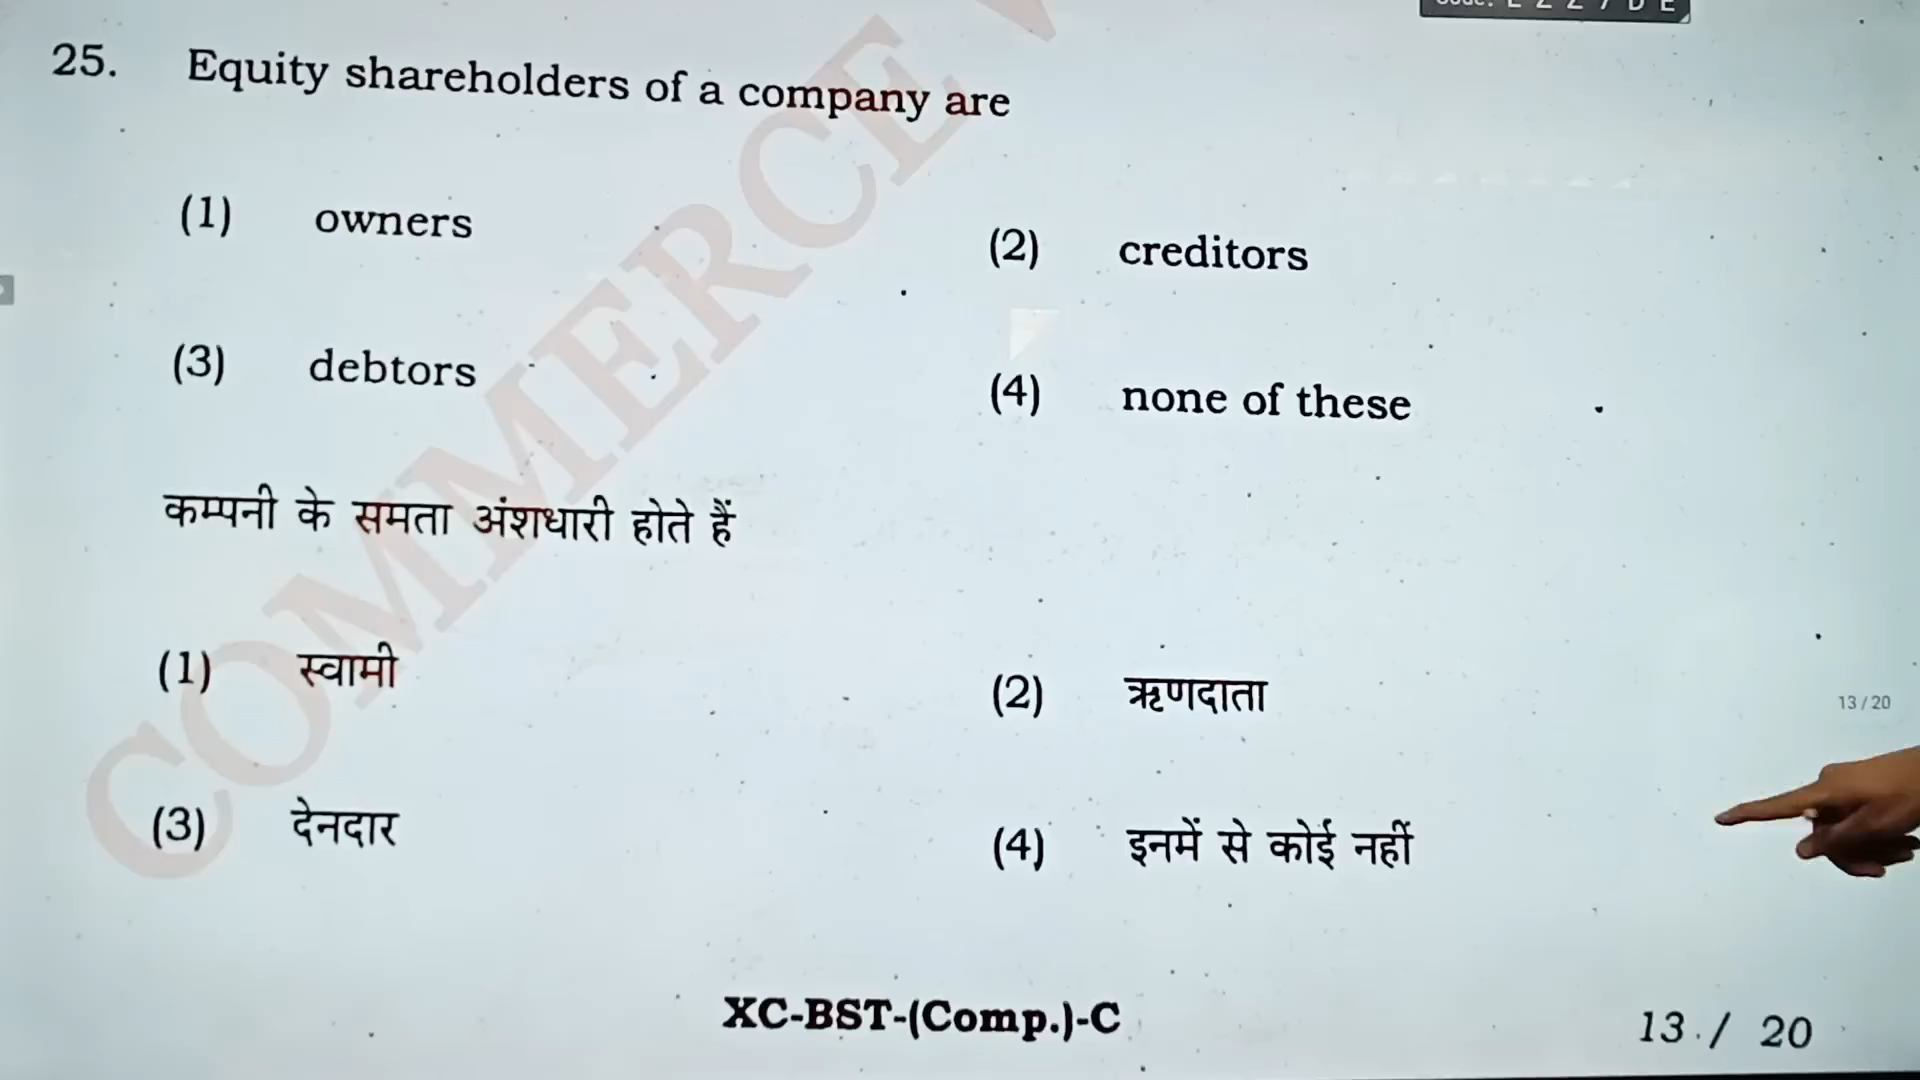 25. Equity shareholders of a company are
(1) owners
(2) creditors
(3) debtors
(4) none of these
कम्पनी के समता अंशधारी होते हैं
(1) स्वामी
(2) ऋणदाता
13 / 20
(3) देनदार
(4) इनमें से कोई नहीं
XC-BST-(Comp.)-C
13 / 20
COMMERCE